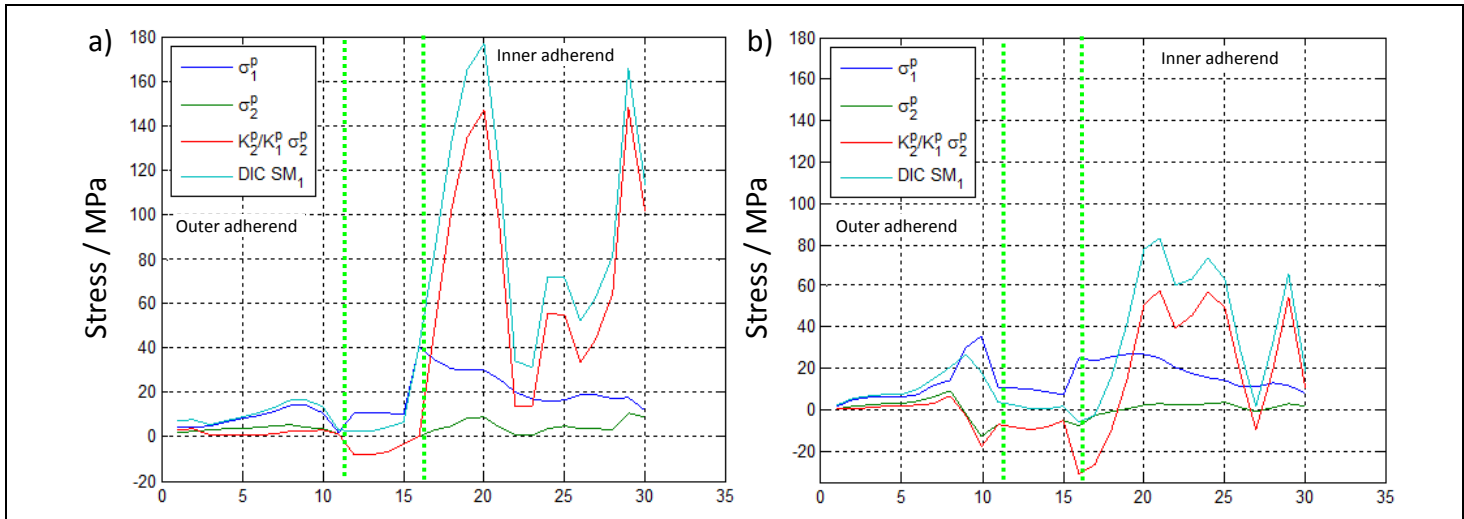 a)
Stress / MPa
180
160
140
120
100
80
60
40
20
0
-20
σ₁ᵖ
σ₂ᵖ
K₂ᵖ/K₁ᵖ σ₂ᵖ
DIC SM₁
Outer adherend
Inner adherend
0 5 10 15 20 25 30 35
b)
Stress / MPa
180
160
140
120
100
80
60
40
20
0
-20
σ₁ᵖ
σ₂ᵖ
K₂ᵖ/K₁ᵖ σ₂ᵖ
DIC SM₁
Outer adherend
Inner adherend
0 5 10 15 20 25 30 35